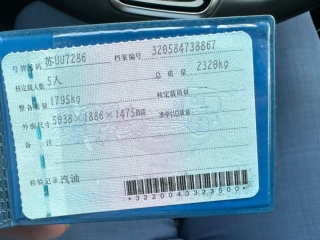 号牌号码 苏UU7286 档案编号 320584738867
核定载人数 5人 总质量 2320kg
整备质量 1795kg 核定载质量
外廓尺寸 5038×1886×1475mm 准牵引总质量
备注
检验记录 汽油
*3220043323500*